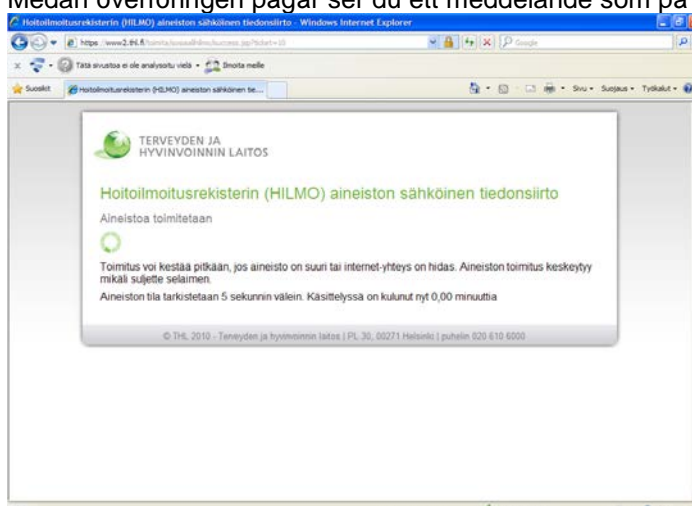 Medan överföringen pågår ser du ett meddelande som på
Hoitoilmoitusrekisterin (HILMO) aineiston sähköinen tiedonsiirto - Windows Internet Explorer
Google
Tätä sivustoa ei ole analysoitu vielä
Ilmoita meille
Suosikit
Hoitoilmoitusrekisterin (HILMO) aineiston sähköinen tie...
Sivu Suojaus Työkalut
TERVEYDEN JA
HYVINVOINNIN LAITOS
Hoitoilmoitusrekisterin (HILMO) aineiston sähköinen tiedonsiirto
Aineistoa toimitetaan
Toimitus voi kestää pitkään, jos aineisto on suuri tai internet-yhteys on hidas. Aineiston toimitus keskeytyy
mikäli suljette selaimen.
Aineiston tila tarkistetaan 5 sekunnin välein. Käsittelyssä on kulunut nyt 0,00 minuuttia
© THL 2010 - Terveyden ja hyvinvoinnin laitos | PL 30, 00271 Helsinki | puhelin 020 610 6000